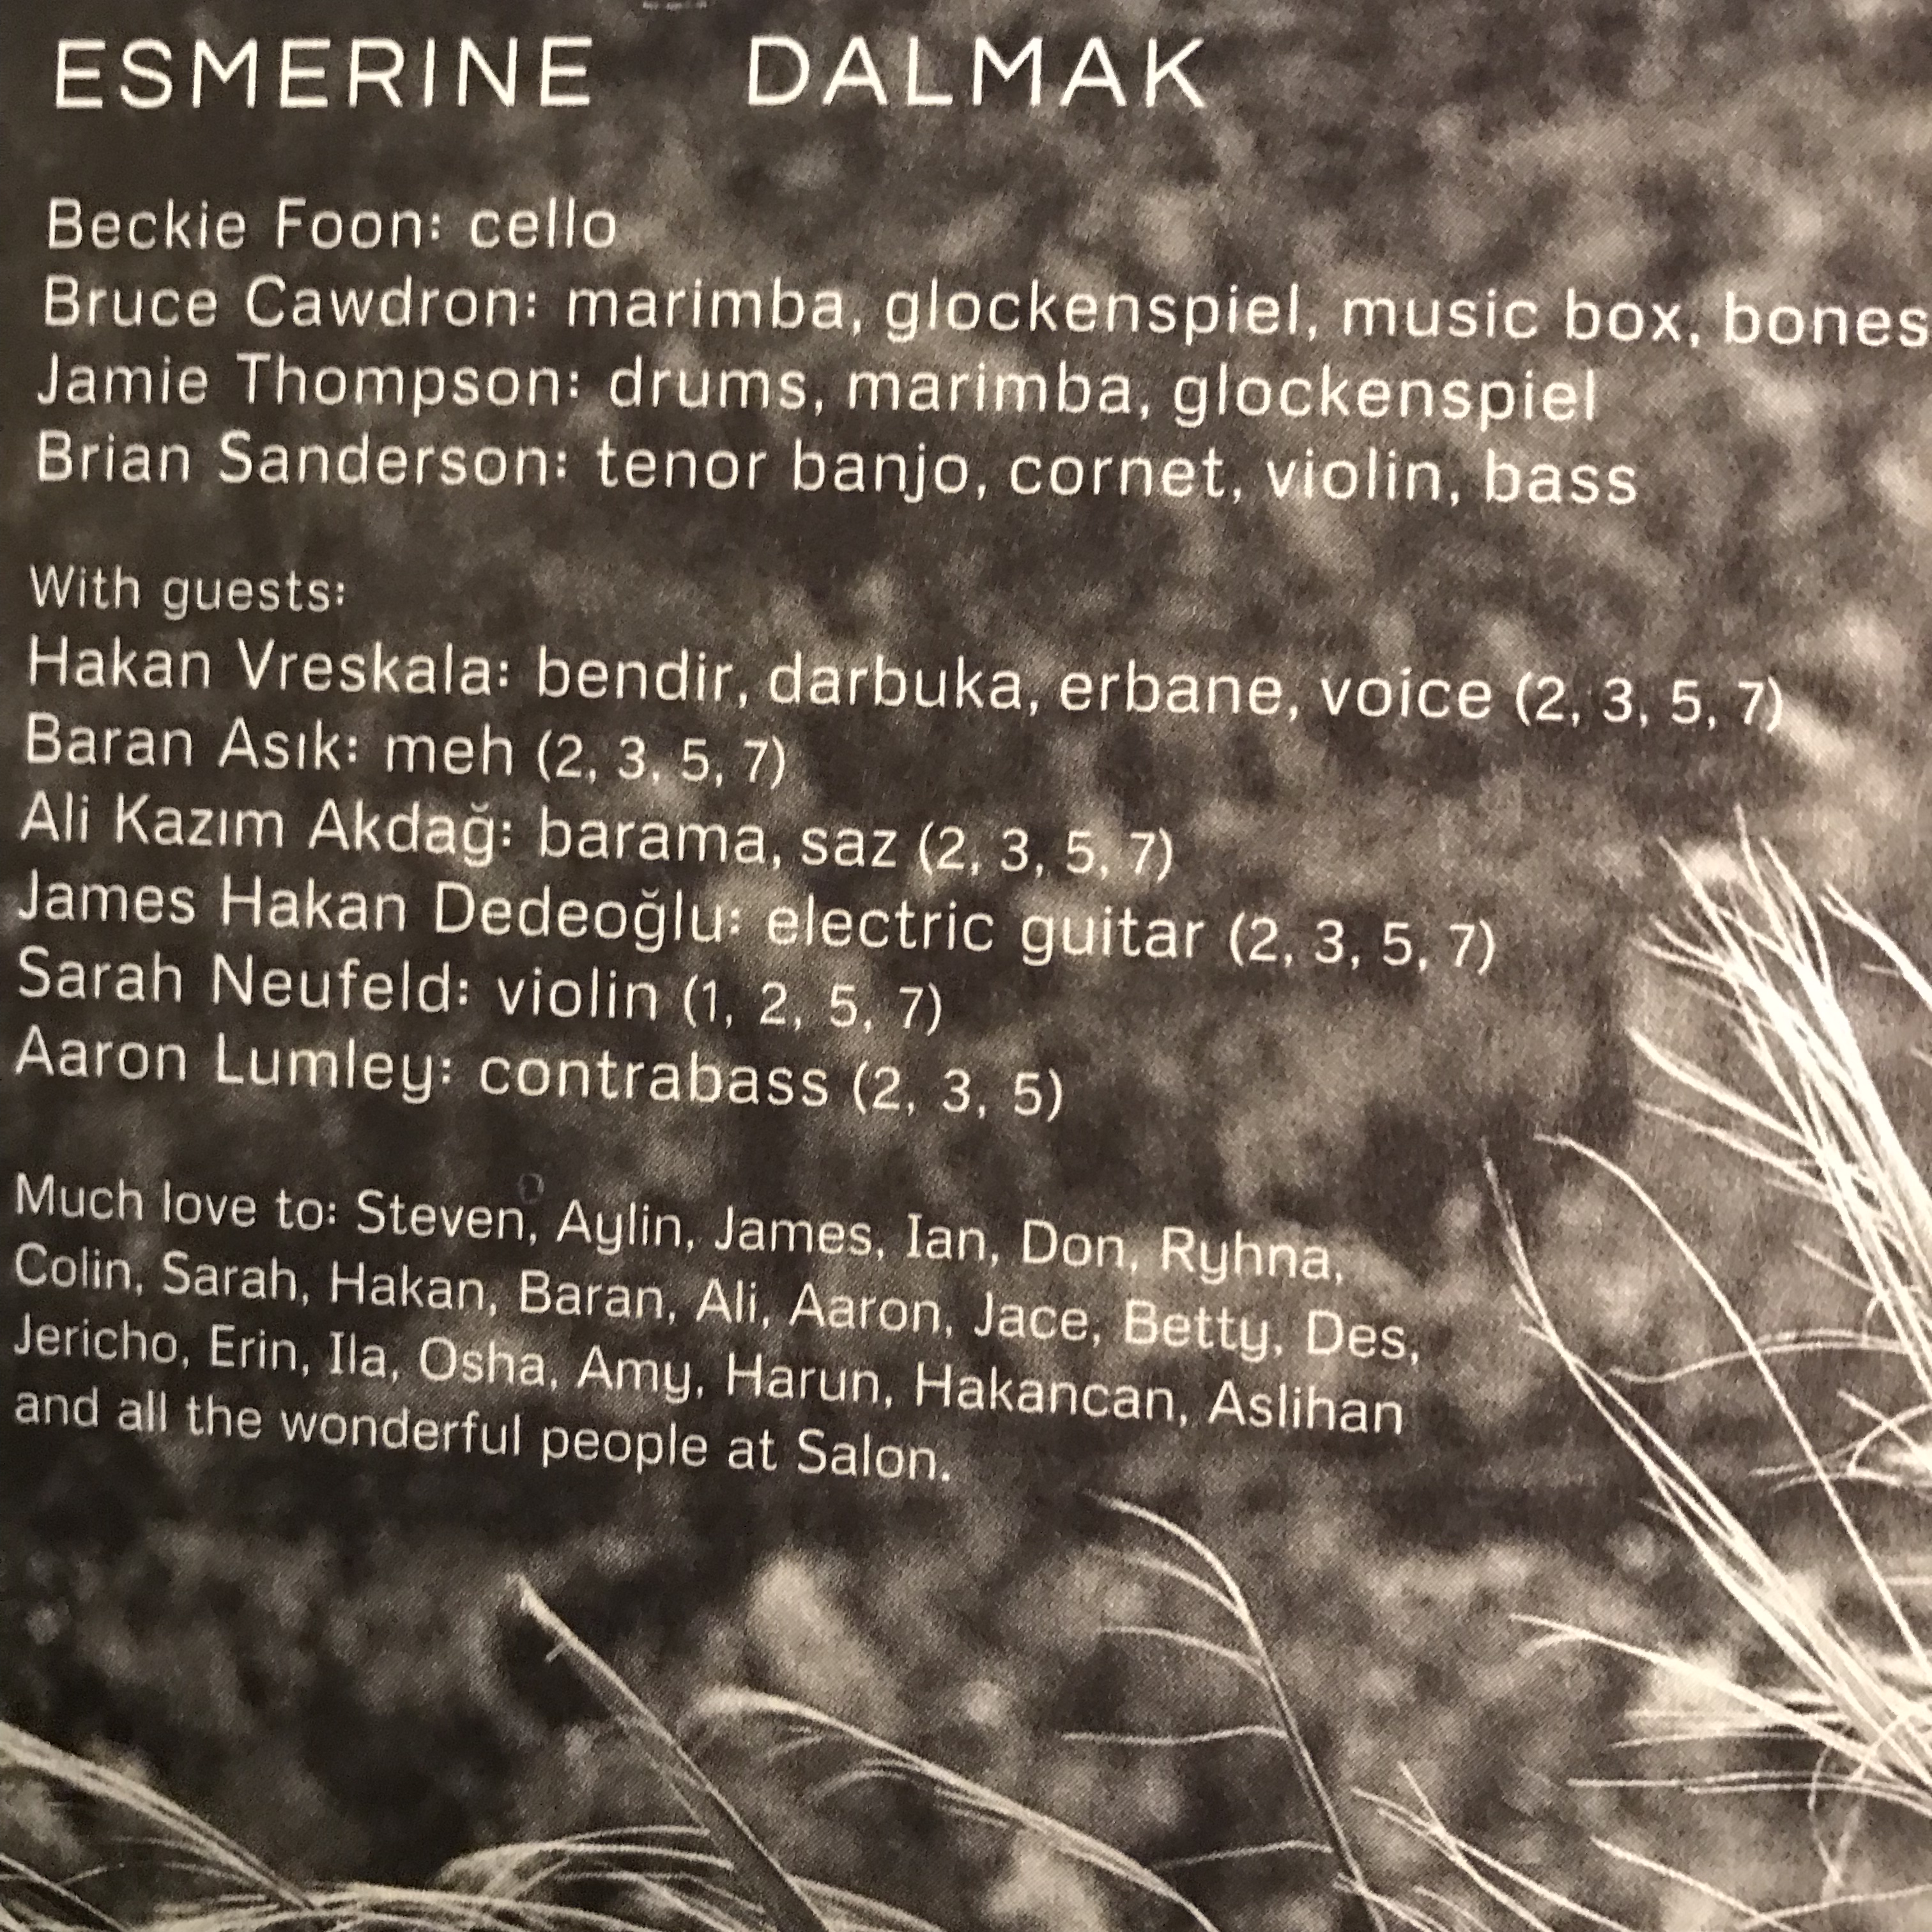 ESMERINE DALMAK
Beckie Foon: cello
Bruce Cawdron: marimba, glockenspiel, music box, bones
Jamie Thompson: drums, marimba, glockenspiel
Brian Sanderson: tenor banjo, cornet, violin, bass
With guests:
Hakan Vreskala: bendir, darbuka, erbane, voice (2, 3, 5, 7)
Baran Asık: meh (2, 3, 5, 7)
Ali Kazım Akdağ: barama, saz (2, 3, 5, 7)
James Hakan Dedeoğlu: electric guitar (2, 3, 5, 7)
Sarah Neufeld: violin (1, 2, 5, 7)
Aaron Lumley: contrabass (2, 3, 5)
Much love to: Steven, Aylin, James, Ian, Don, Ryhna,
Colin, Sarah, Hakan, Baran, Ali, Aaron, Jace, Betty, Des,
Jericho, Erin, Ila, Osha, Amy, Harun, Hakancan, Aslihan
and all the wonderful people at Salon.